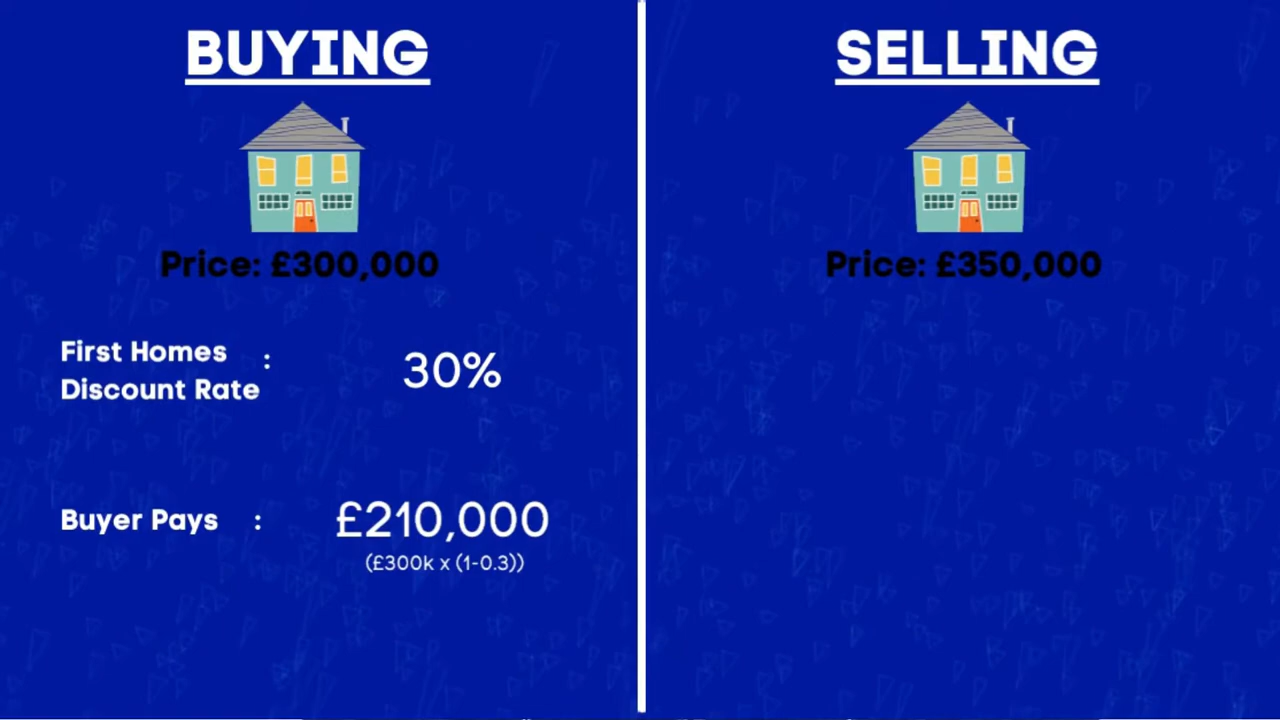 BUYING
Price: £300,000
First Homes
Discount Rate
:
30%
Buyer Pays : £210,000
(£300k x (1-0.3))
SELLING
Price: £350,000